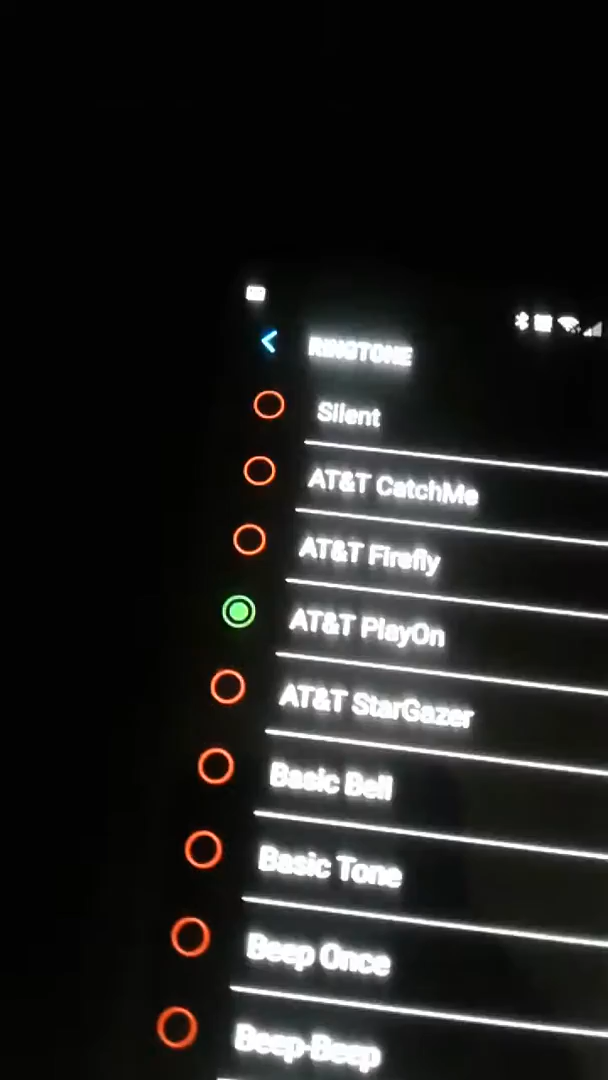 RINGTONE
Silent
AT&T CatchMe
AT&T Firefly
AT&T PlayOn
AT&T StarGazer
Basic Bell
Basic Tone
Beep Once
Beep-Beep